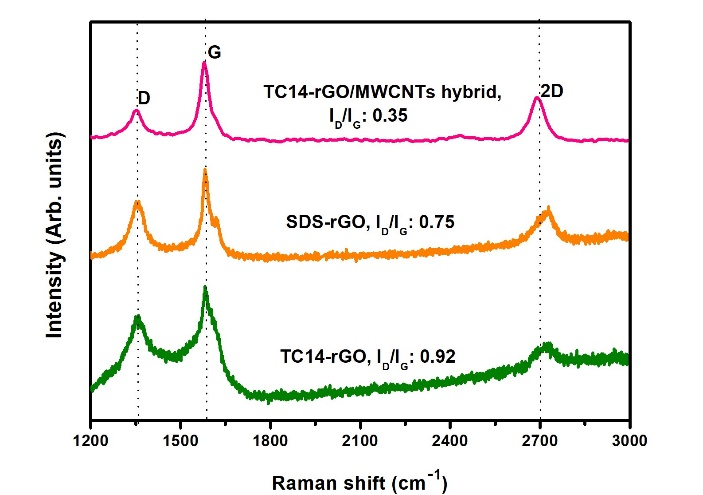 G
D
TC14-rGO/MWCNTs hybrid,
I_D/I_G: 0.35
2D
SDS-rGO, I_D/I_G: 0.75
TC14-rGO, I_D/I_G: 0.92
Intensity (Arb. units)
1200 1500 1800 2100 2400 2700 3000
Raman shift (cm⁻¹)